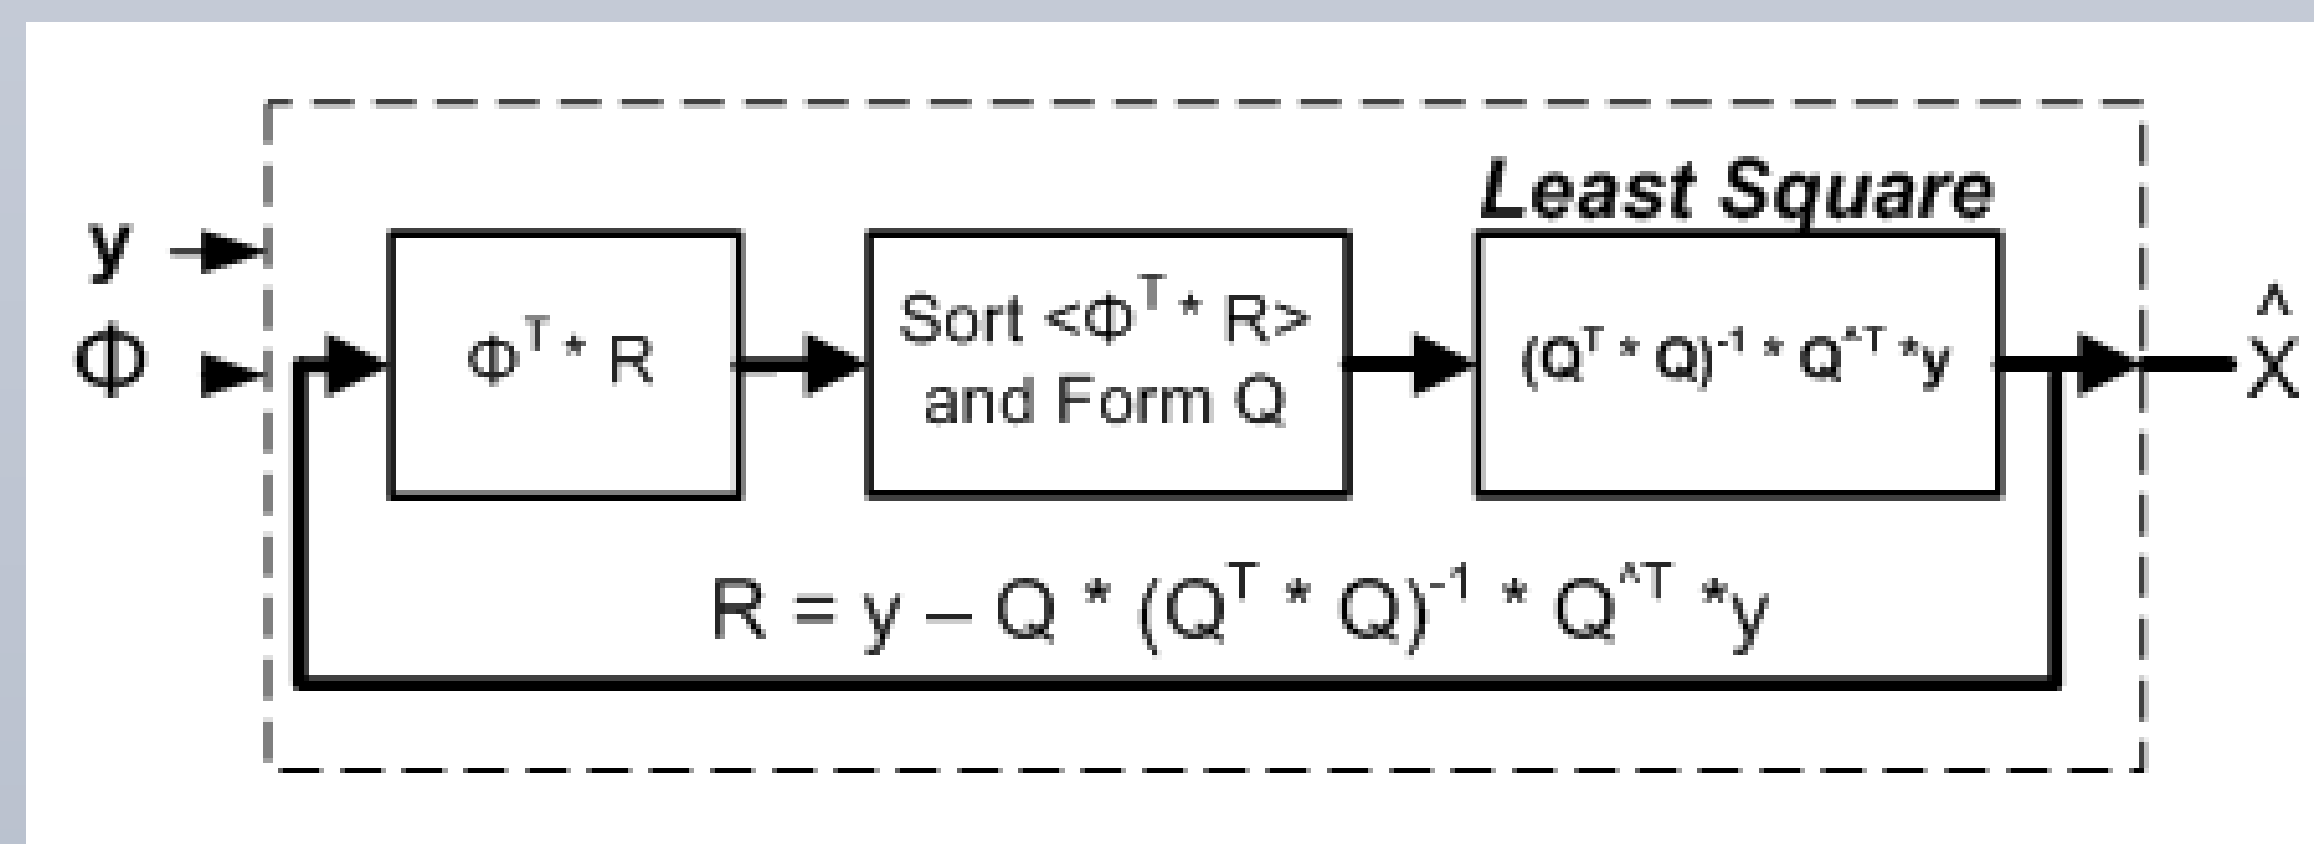 Least Square
y
Φ
Φ^T * R
Sort <Φ^T * R>
and Form Q
(Q^T * Q)^-1 * Q^^T *y
X̂
R = y – Q * (Q^T * Q)^-1 * Q^^T *y